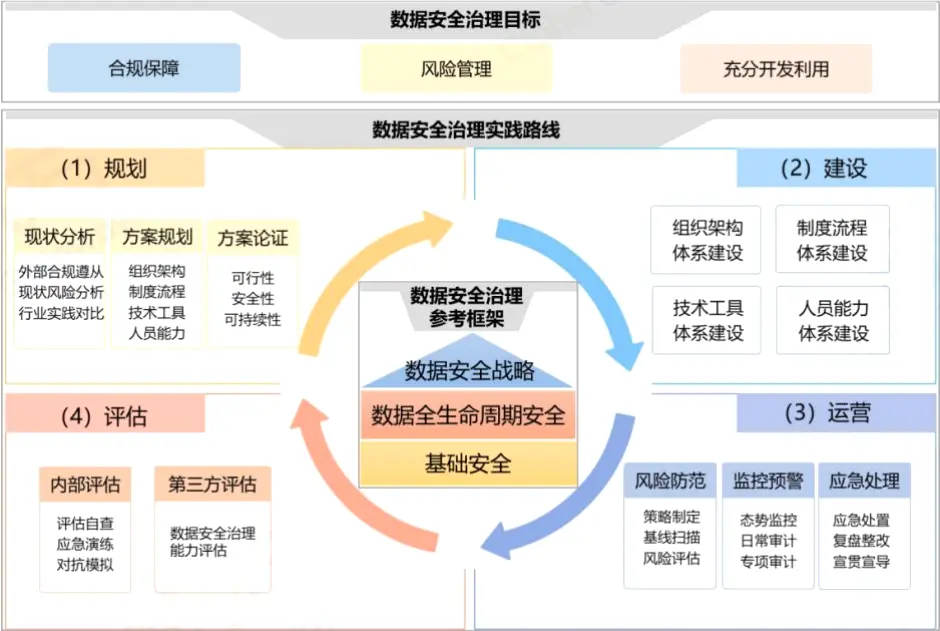 数据安全治理目标
合规保障
风险管理
充分开发利用
数据安全治理实践路线
(1) 规划
现状分析
外部合规遵从
现状风险分析
行业实践对比
方案规划
组织架构
制度流程
技术工具
人员能力
方案论证
可行性
安全性
可持续性
(2) 建设
组织架构
体系建设
制度流程
体系建设
技术工具
体系建设
人员能力
体系建设
数据安全治理
参考框架
数据安全战略
数据全生命周期安全
基础安全
(3) 运营
风险防范
策略制定
基线扫描
风险评估
监控预警
态势监控
日常审计
专项审计
应急处理
应急处置
复盘整改
宣贯宣导
(4) 评估
内部评估
评估自查
应急演练
对抗模拟
第三方评估
数据安全治理
能力评估